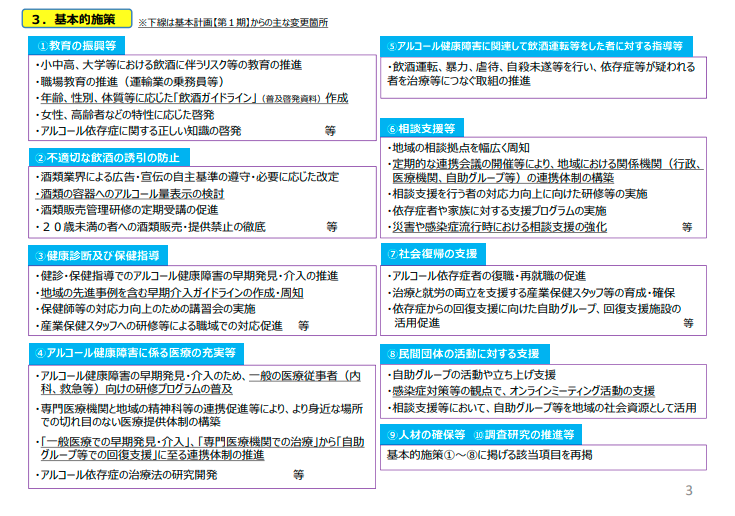 ３．基本的施策 ※下線は基本計画【第１期】からの主な変更箇所
①教育の振興等
・小中高、大学等における飲酒に伴うリスク等の教育の推進
・職場教育の推進（運輸業の乗務員等）
・年齢、性別、体質等に応じた「飲酒ガイドライン」（普及啓発資料）作成
・女性、高齢者などの特性に応じた啓発
・アルコール依存症に関する正しい知識の啓発 等
②不適切な飲酒の誘引の防止
・酒類業界による広告・宣伝の自主基準の遵守・必要に応じた改定
・酒類の容器へのアルコール量表示の検討
・酒類販売管理研修の定期受講の促進
・２０歳未満の者への酒類販売・提供禁止の徹底 等
③健康診断及び保健指導
・健診・保健指導でのアルコール健康障害の早期発見・介入の推進
・地域の先進事例を含む早期介入ガイドラインの作成・周知
・保健師等の対応力向上のための講習会の実施
・産業保健スタッフへの研修等による職域での対応促進 等
④アルコール健康障害に係る医療の充実等
・アルコール健康障害の早期発見・介入のため、一般の医療従事者（内
科、救急等）向けの研修プログラムの普及
・専門医療機関と地域の精神科等の連携促進等により、より身近な場所
での切れ目のない医療提供体制の構築
・「一般医療での早期発見・介入」、「専門医療機関での治療」から「自助
グループ等での回復支援」に至る連携体制の推進
・アルコール依存症の治療法の研究開発 等
⑤アルコール健康障害に関連して飲酒運転等をした者に対する指導等
・飲酒運転、暴力、虐待、自殺未遂等を行い、依存症等が疑われる
者を治療等につなぐ取組の推進
⑥相談支援等
・地域の相談拠点を幅広く周知
・定期的な連携会議の開催等により、地域における関係機関（行政、
医療機関、自助グループ等）の連携体制の構築
・相談支援を行う者の対応力向上に向けた研修等の実施
・依存症者や家族に対する支援プログラムの実施
・災害や感染症流行時における相談支援の強化 等
⑦社会復帰の支援
・アルコール依存症者の復職・再就職の促進
・治療と就労の両立を支援する産業保健スタッフ等の育成・確保
・依存症からの回復支援に向けた自助グループ、回復支援施設の
活用促進 等
⑧民間団体の活動に対する支援
・自助グループの活動や立ち上げ支援
・感染症対策等の観点で、オンラインミーティング活動の支援
・相談支援等において、自助グループ等を地域の社会資源として活用
⑨人材の確保等 ⑩調査研究の推進等
基本的施策①～⑧に掲げる該当項目を再掲
3